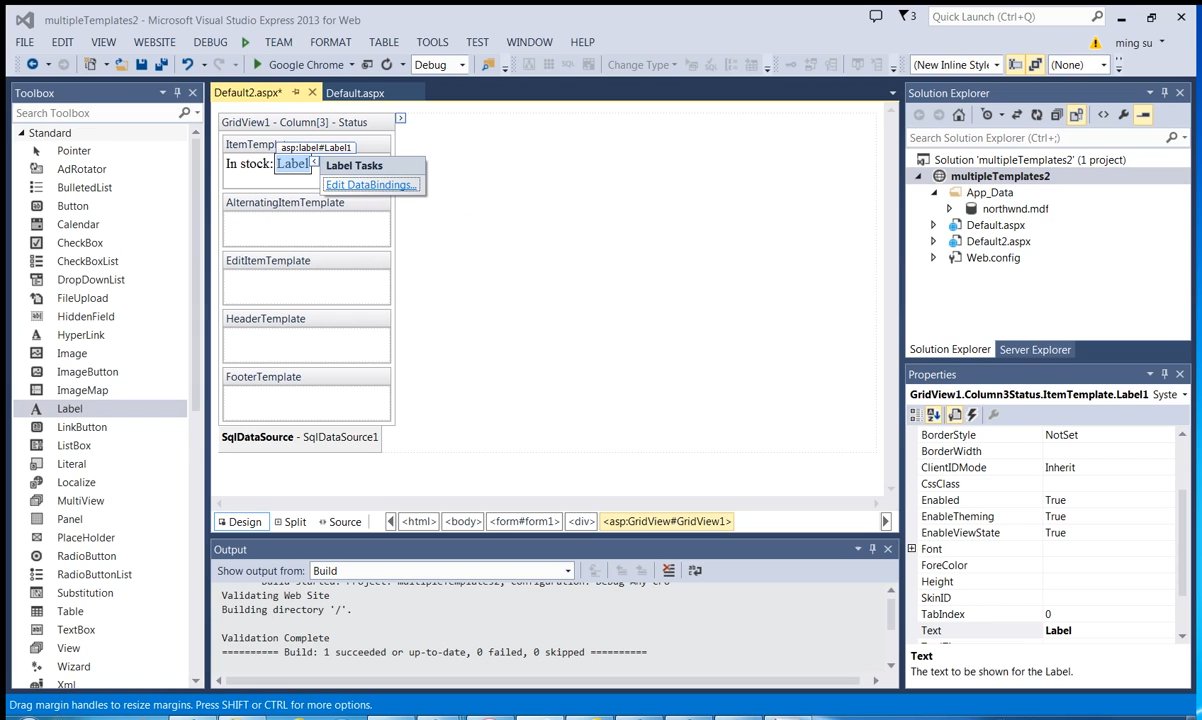 multipleTemplates2 - Microsoft Visual Studio Express 2013 for Web
3
Quick Launch (Ctrl+Q)
FILE EDIT VIEW WEBSITE DEBUG TEAM FORMAT TABLE TOOLS TEST WINDOW HELP
ming su
Google Chrome
Debug
Change Type
(New Inline Style
(None)
Toolbox
Search Toolbox
Standard
Pointer
AdRotator
BulletedList
Button
Calendar
CheckBox
CheckBoxList
DropDownList
FileUpload
HiddenField
HyperLink
Image
ImageButton
ImageMap
Label
LinkButton
ListBox
Literal
Localize
MultiView
Panel
PlaceHolder
RadioButton
RadioButtonList
Substitution
Table
TextBox
View
Wizard
Xml
Default2.aspx*
Default.aspx
GridView1 - Column[3] - Status
ItemTemp
asp:label#Label1
In stock: Label
Label Tasks
Edit DataBindings...
AlternatingItemTemplate
EditItemTemplate
HeaderTemplate
FooterTemplate
SqlDataSource - SqlDataSource1
Design Split Source
<html> <body> <form#form1> <div> <asp:GridView#GridView1>
Output
Show output from: Build
Validating Web Site
Building directory '/'.
Validation Complete
========== Build: 1 succeeded or up-to-date, 0 failed, 0 skipped ==========
Solution Explorer
Search Solution Explorer (Ctrl+;)
Solution 'multipleTemplates2' (1 project)
multipleTemplates2
App_Data
northwnd.mdf
Default.aspx
Default2.aspx
Web.config
Solution Explorer Server Explorer
Properties
GridView1.Column3Status.ItemTemplate.Label1 Syste
BorderStyle NotSet
BorderWidth
ClientIDMode Inherit
CssClass
Enabled True
EnableTheming True
EnableViewState True
Font
ForeColor
Height
SkinID
TabIndex 0
Text Label
Text
The text to be shown for the Label.
Drag margin handles to resize margins. Press SHIFT or CTRL for more options.